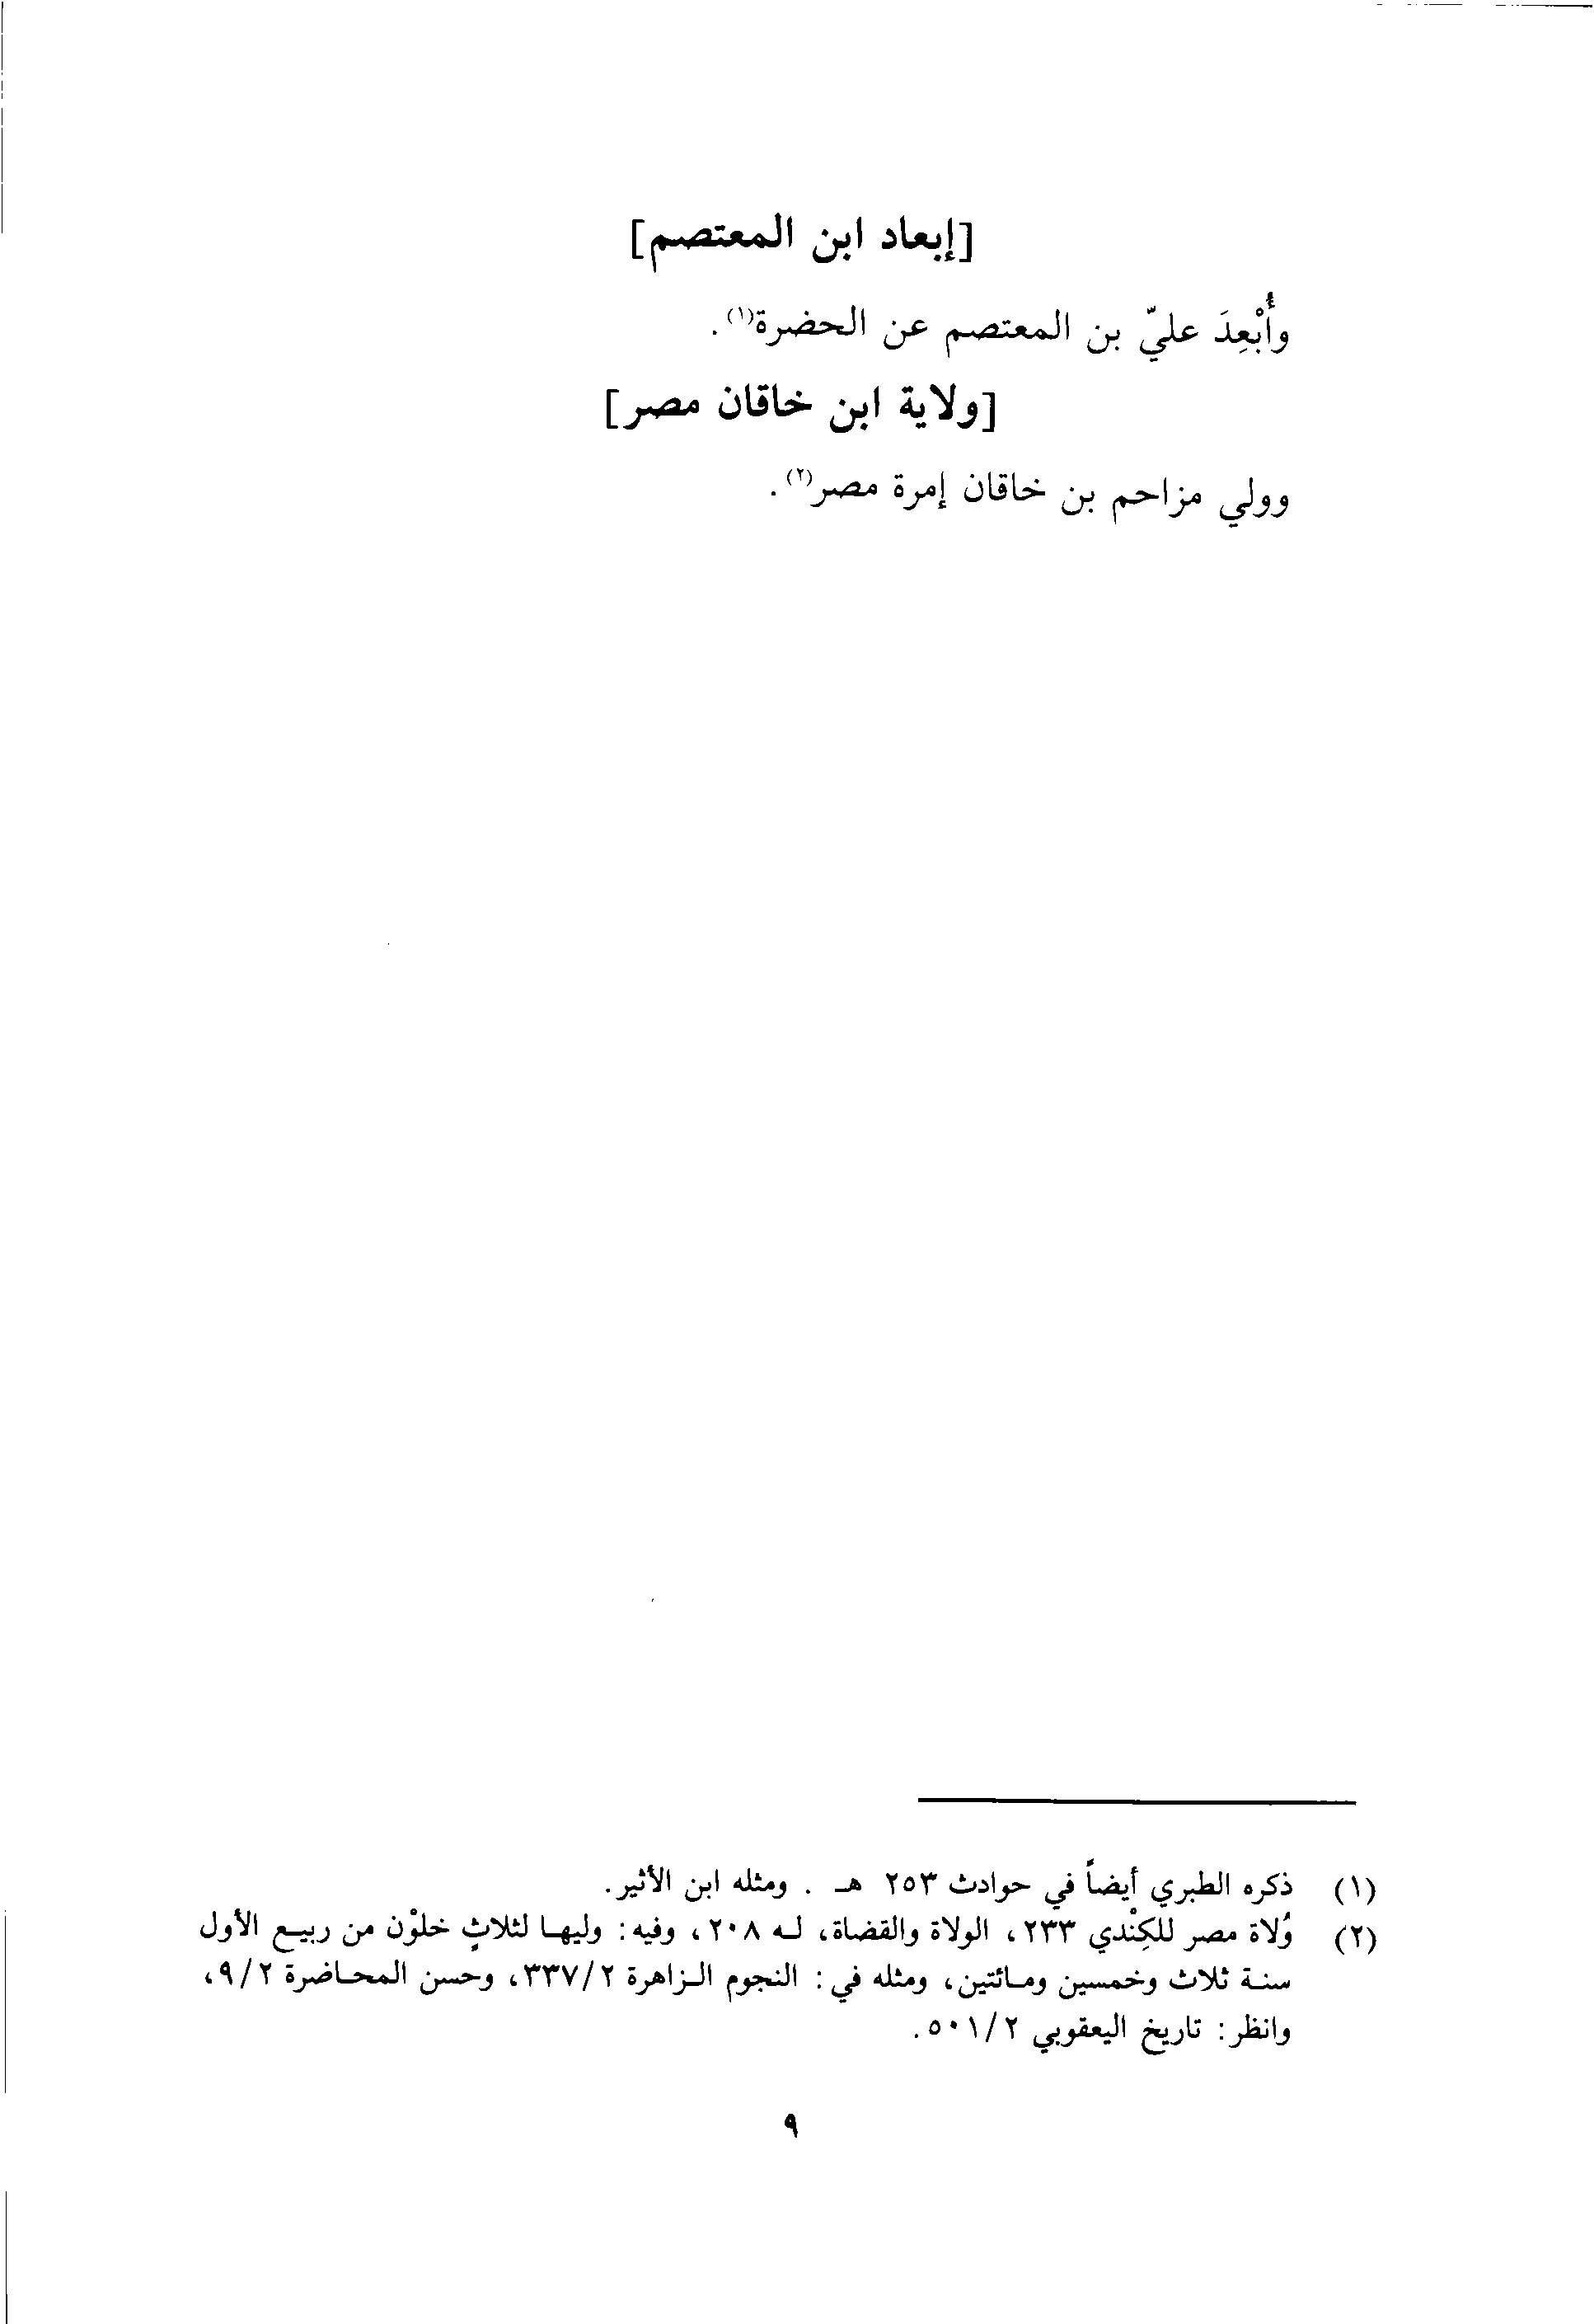 [إبعاد ابن المعتصم]
وأُبْعِدَ عليّ بن المعتصم عن الحضرة(١).
[ولاية ابن خاقان مصر]
وولي مزاحم بن خاقان إمرة مصر(٢).
(١) ذكره الطبري أيضاً في حوادث ٢٥٣ هـ . ومثله ابن الأثير.
(٢) وُلاة مصر للكِنْدي ٢٣٣، الولاة والقضاة، لـه ٢٠٨، وفيه: وليهـا لثلاثٍ خلوْن من ربيـع الأول
سنـة ثلاث وخمسين ومـائتين، ومثله في: النجوم الـزاهرة ٢/٣٣٧، وحسن المحـاضرة ٢/٩،
وانظر: تاريخ اليعقوبي ٢/٥٠١.
٩